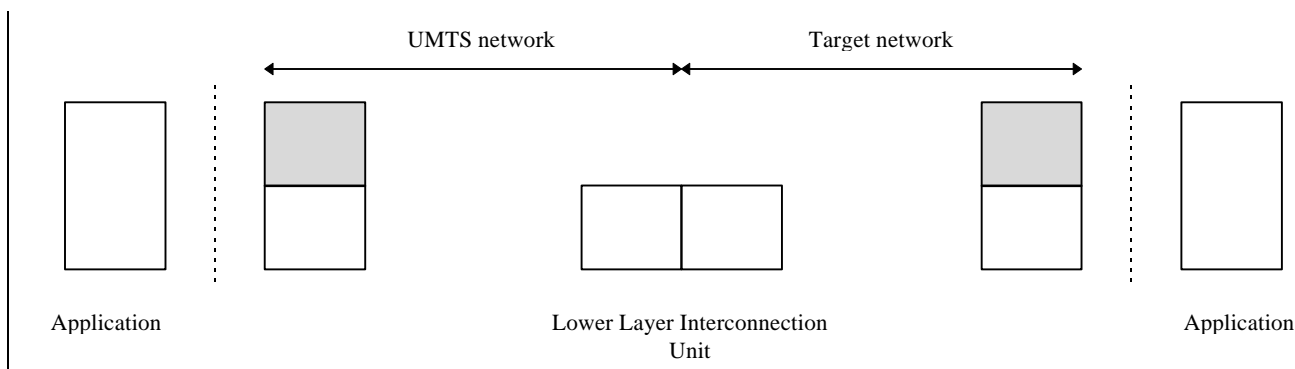 UMTS network
Target network
Application
Lower Layer Interconnection
Unit
Application